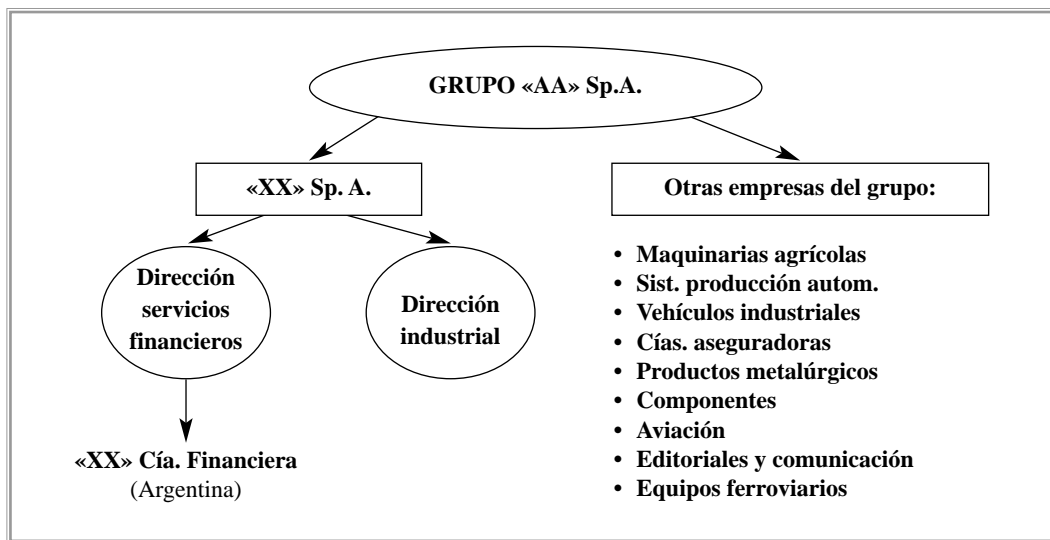 GRUPO «AA» Sp.A.
«XX» Sp. A.
Otras empresas del grupo:
Dirección
servicios
financieros
Dirección
industrial
«XX» Cía. Financiera
(Argentina)
• Maquinarias agrícolas
• Sist. producción autom.
• Vehículos industriales
• Cías. aseguradoras
• Productos metalúrgicos
• Componentes
• Aviación
• Editoriales y comunicación
• Equipos ferroviarios